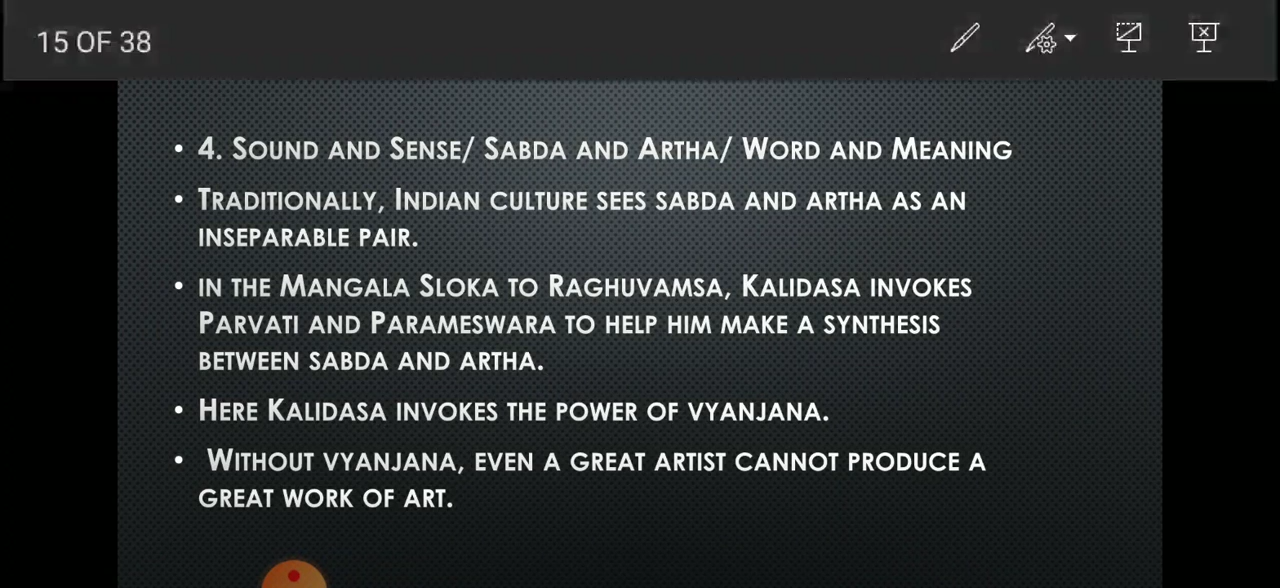 15 OF 38
• 4. SOUND AND SENSE/ SABDA AND ARTHA/ WORD AND MEANING
• TRADITIONALLY, INDIAN CULTURE SEES SABDA AND ARTHA AS AN
INSEPARABLE PAIR.
• IN THE MANGALA SLOKA TO RAGHUVAMSA, KALIDASA INVOKES
PARVATI AND PARAMESWARA TO HELP HIM MAKE A SYNTHESIS
BETWEEN SABDA AND ARTHA.
• HERE KALIDASA INVOKES THE POWER OF VYANJANA.
• WITHOUT VYANJANA, EVEN A GREAT ARTIST CANNOT PRODUCE A
GREAT WORK OF ART.